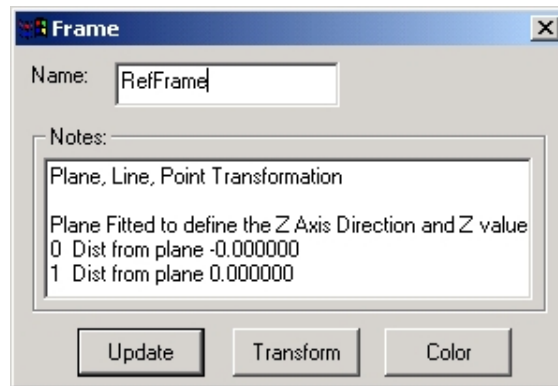 Frame
Name: RefFrame
Notes:
Plane, Line, Point Transformation
Plane Fitted to define the Z Axis Direction and Z value
0 Dist from plane -0.000000
1 Dist from plane 0.000000
Update Transform Color